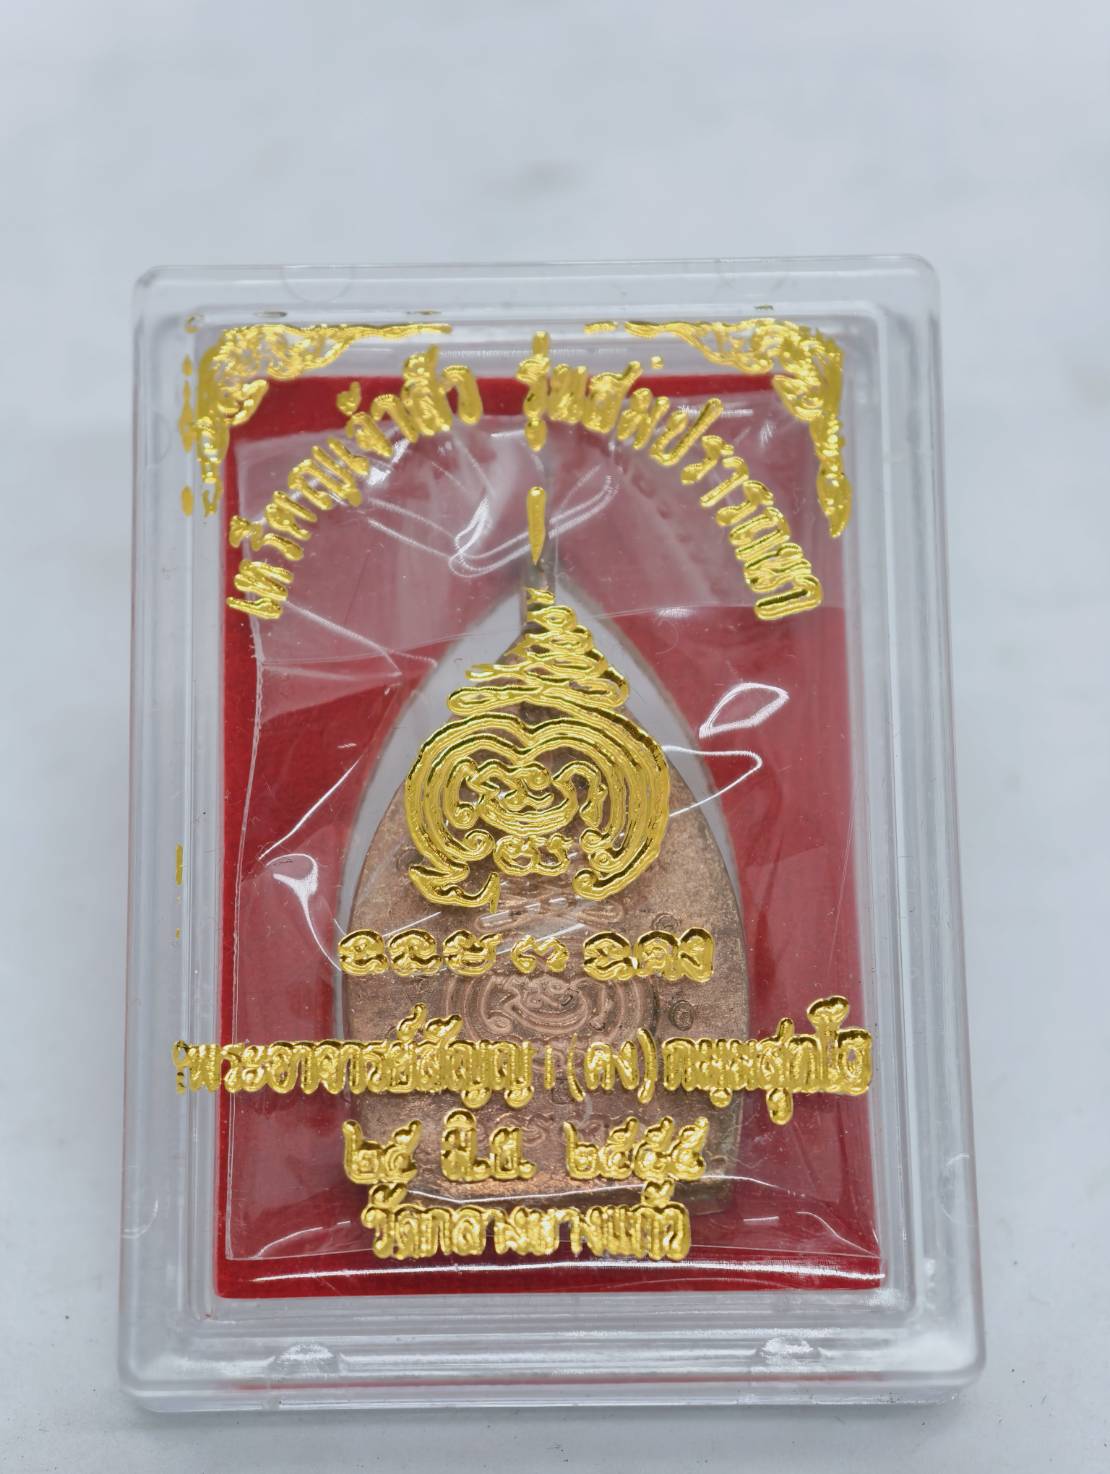 เหรียญเจ้าสัว รุ่นสมปรารถนา
พระอาจารย์สัญญา (คง) กมฺมสุทฺโธ
๒๕ มิ.ย. ๒๕๕๕
วัดกลางบางแก้ว